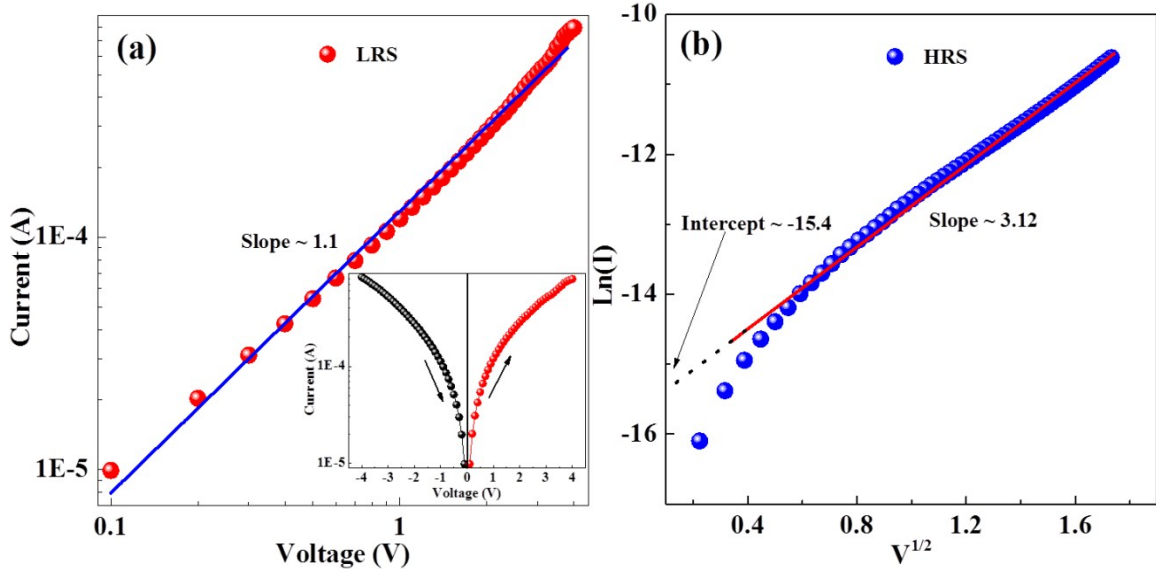 (a)
LRS
Current (A)
1E-4
1E-5
Slope ~ 1.1
0.1
1
Voltage (V)
Current (A)
1E-4
1E-5
-4 -3 -2 -1 0 1 2 3 4
Voltage (V)
(b)
HRS
Ln(I)
-10
-12
-14
-16
Intercept ~ -15.4
Slope ~ 3.12
0.4 0.8 1.2 1.6
V^1/2